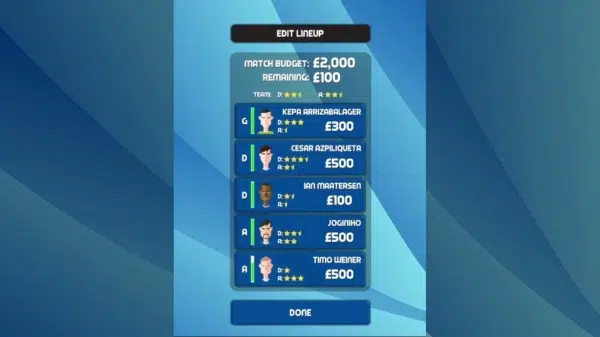 EDIT LINEUP
MATCH BUDGET: £2,000
REMAINING: £100
TEAM: D: A:
KEPA ARRIZABALAGER
G D: A: £300
CESAR AZPILIQUETA
D D: A: £500
IAN MAATERSEN
D D: A: £100
JOGINIHO
A D: A: £500
TIMO WEINER
A D: A: £500
DONE